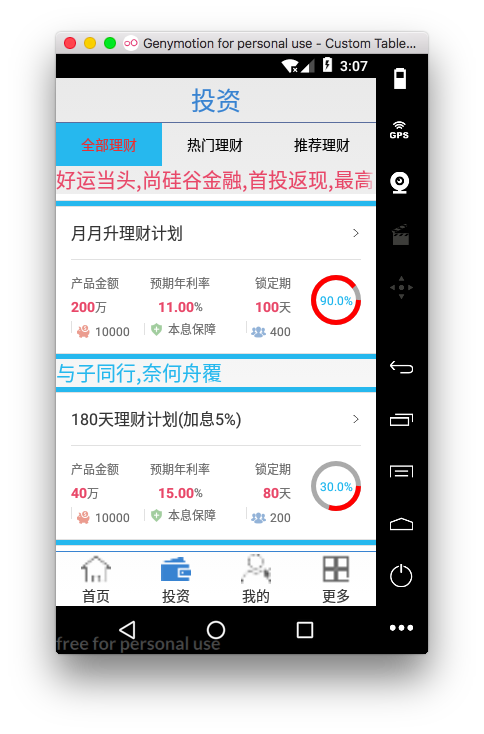 Genymotion for personal use - Custom Table...
3:07
GPS
投资
全部理财 热门理财 推荐理财
好运当头,尚硅谷金融,首投返现,最高
月月升理财计划
产品金额 预期年利率 锁定期
200万 11.00% 100天
90.0%
10000 本息保障 400
与子同行,奈何舟覆
180天理财计划(加息5%)
产品金额 预期年利率 锁定期
40万 15.00% 80天
30.0%
10000 本息保障 200
首页 投资 我的 更多
free for personal use